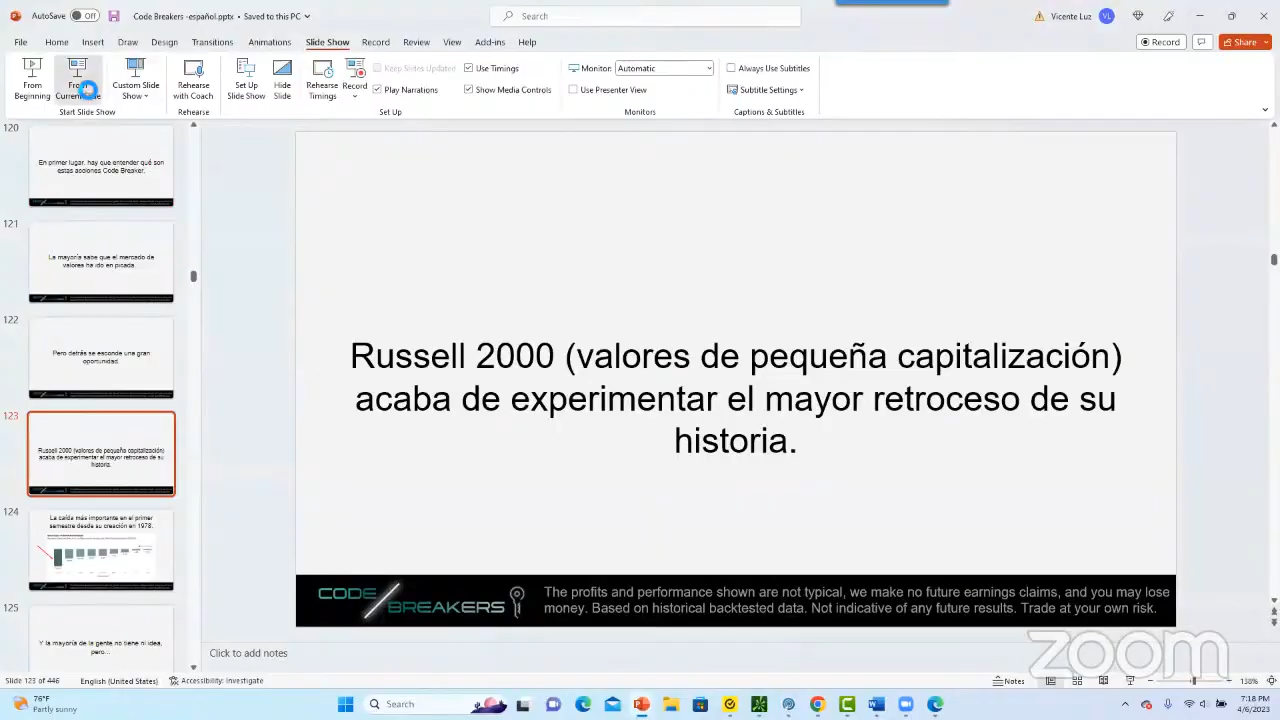 AutoSave Off Code Breaker -español.pptx • Saved to this PC Search Vicente Luz VL
File Home Insert Draw Design Transitions Animations Slide Show Record Review View Add-ins Help Record Share
From Beginning
Custom Slide Show
Rehearse with Coach
Set Up Slide Show
Hide Slide
Rehearse Timings
Record
Keep Slides Updated
Play Narrations
Use Timings
Show Media Controls
Monitor: Automatic
Use Presenter View
Always Use Subtitles
Subtitle Settings
Start Slide Show Rehearse Set Up Monitors Captions & Subtitles
120
En primer lugar, hay que entender qué son
estas acciones Code Breaker.
121
La mayoría sabe que el mercado de
valores ha ido en picada.
122
Pero detrás se esconde una gran
oportunidad.
123
Russell 2000 (valores de pequeña capitalización)
acaba de experimentar el mayor retroceso de su
historia.
124
La caída más importante en el primer
semestre desde su creación en 1978.
125
Y la mayoría de la gente no tiene ni idea,
pero...
Russell 2000 (valores de pequeña capitalización)
acaba de experimentar el mayor retroceso de su
historia.
CODE BREAKERS
The profits and performance shown are not typical, we make no future earnings claims, and you may lose
money. Based on historical backtested data. Not indicative of any future results. Trade at your own risk.
Click to add notes
zoom
Slide 123 of 446 English (United States) Accessibility: Investigate Notes 138%
76°F
Partly sunny
Search
7:18 PM
4/6/2023